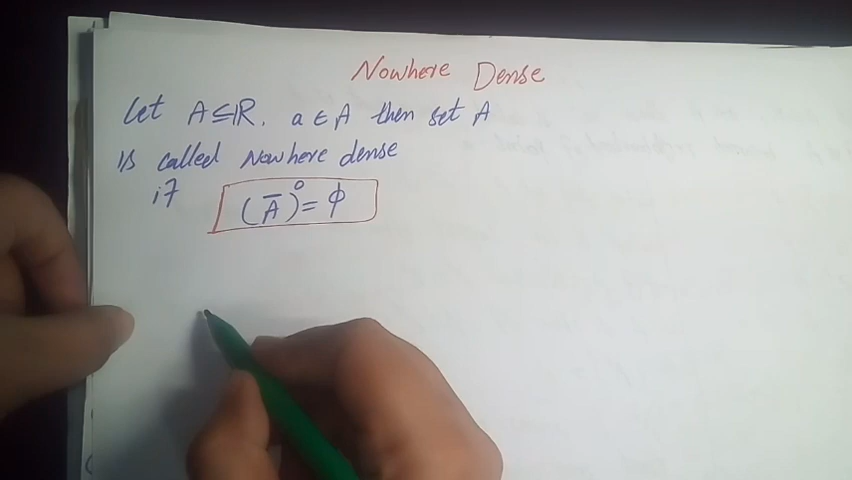 Nowhere Dense
Let A⊆ℝ. a ∈ A then set A
is called Nowhere dense
if (Ā)° = ϕ